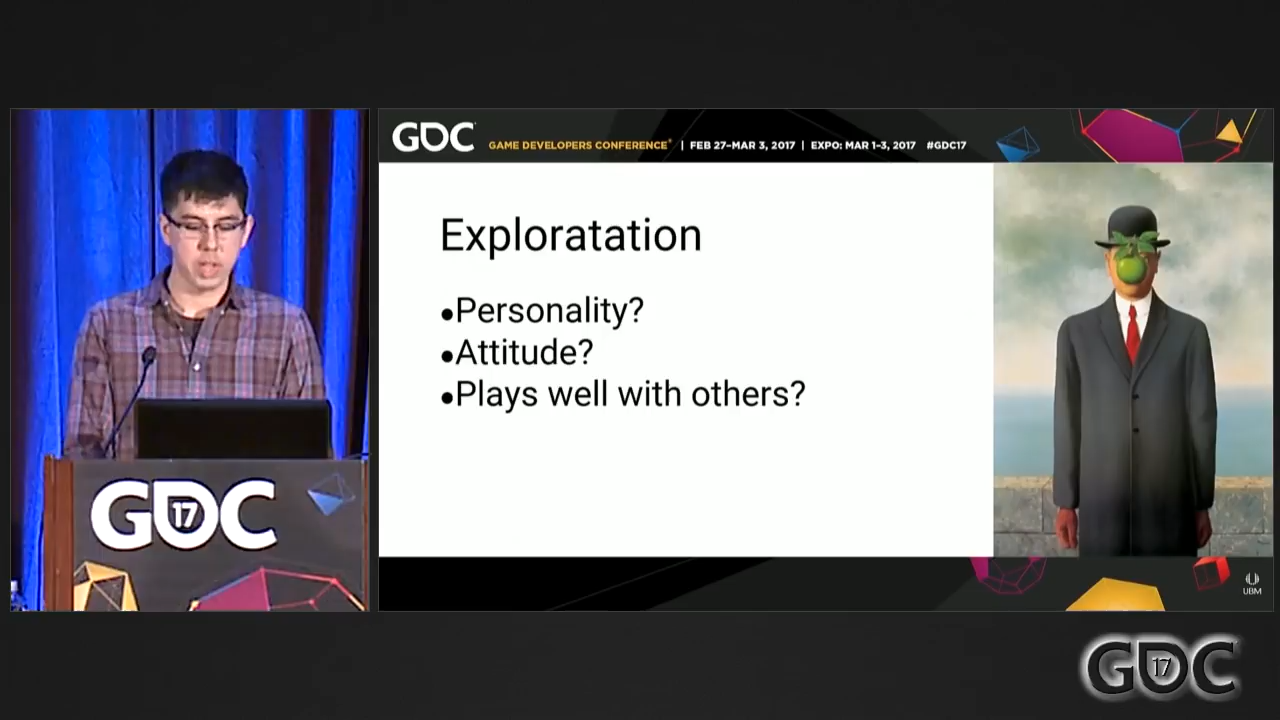 GDC
GAME DEVELOPERS CONFERENCE® | FEB 27–MAR 3, 2017 | EXPO: MAR 1-3, 2017 #GDC17
Exploratation
•Personality?
•Attitude?
•Plays well with others?
GDC
17
UBM
GDC
17